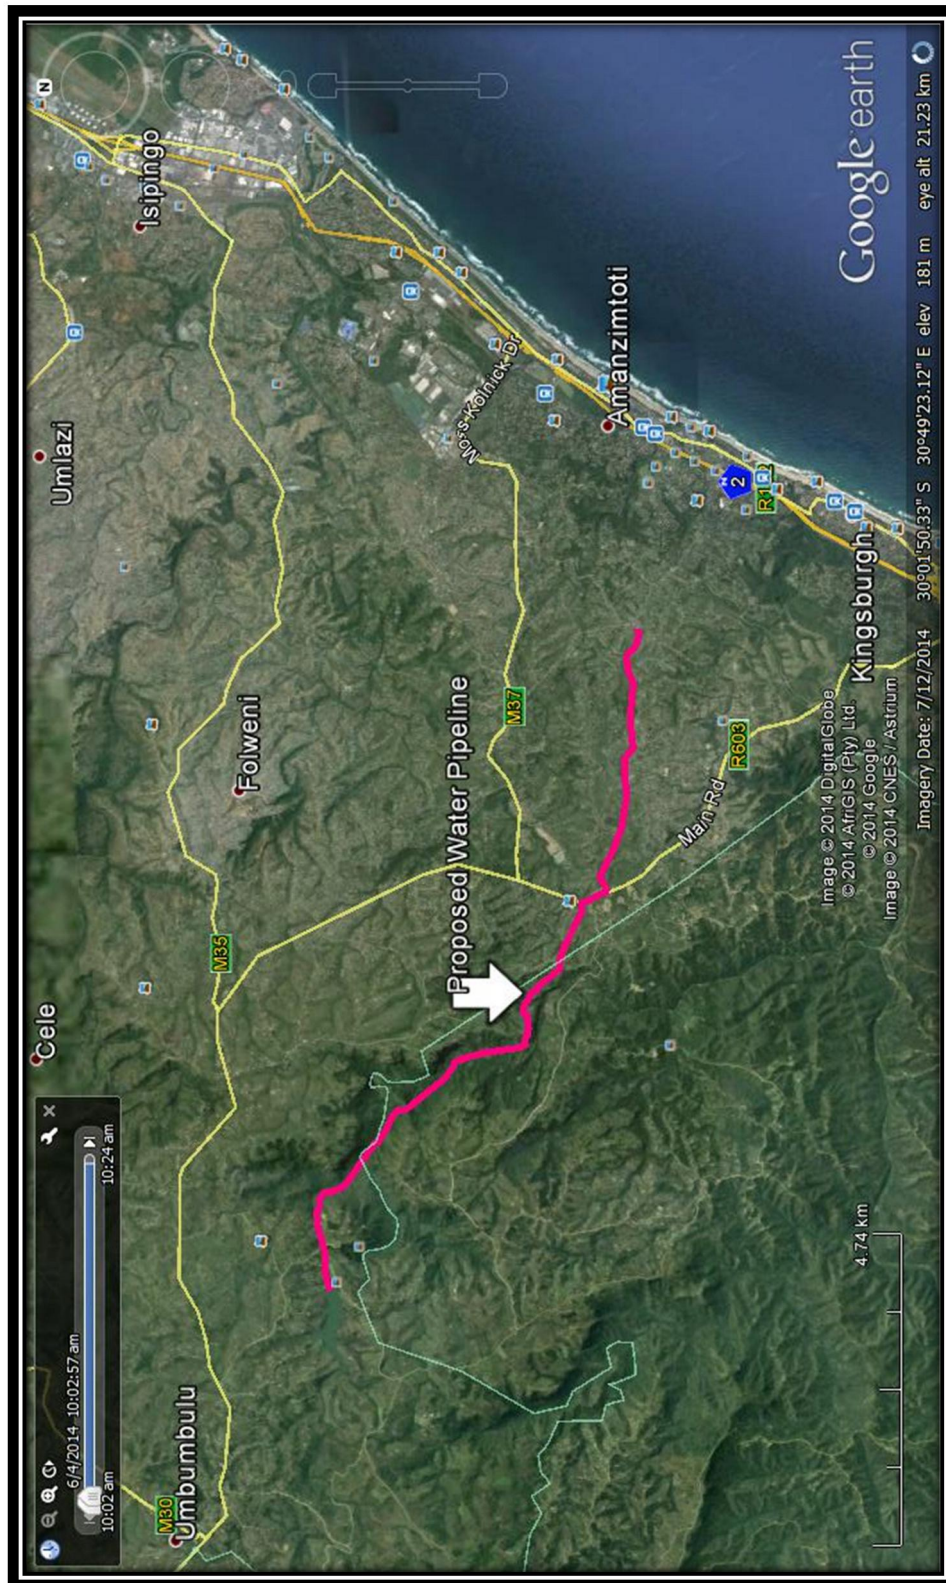 6/4/2014 10:02:57 am
10:02 am
10:24 am
N
Cele
Umlazi
Isipingo
M30
Umbumbulu
M35
Folweni
Proposed Water Pipeline
M37
Moss Kolnick Dr
Amanzimtoti
2
Main Rd
R603
Kingsburgh
4.74 km
Image © 2014 DigitalGlobe
© 2014 AfriGIS (Pty) Ltd.
© 2014 Google
Image © 2014 CNES / Astrium
Google earth
Imagery Date: 7/12/2014 30°01'50.33" S 30°49'23.12" E elev 181 m eye alt 21.23 km